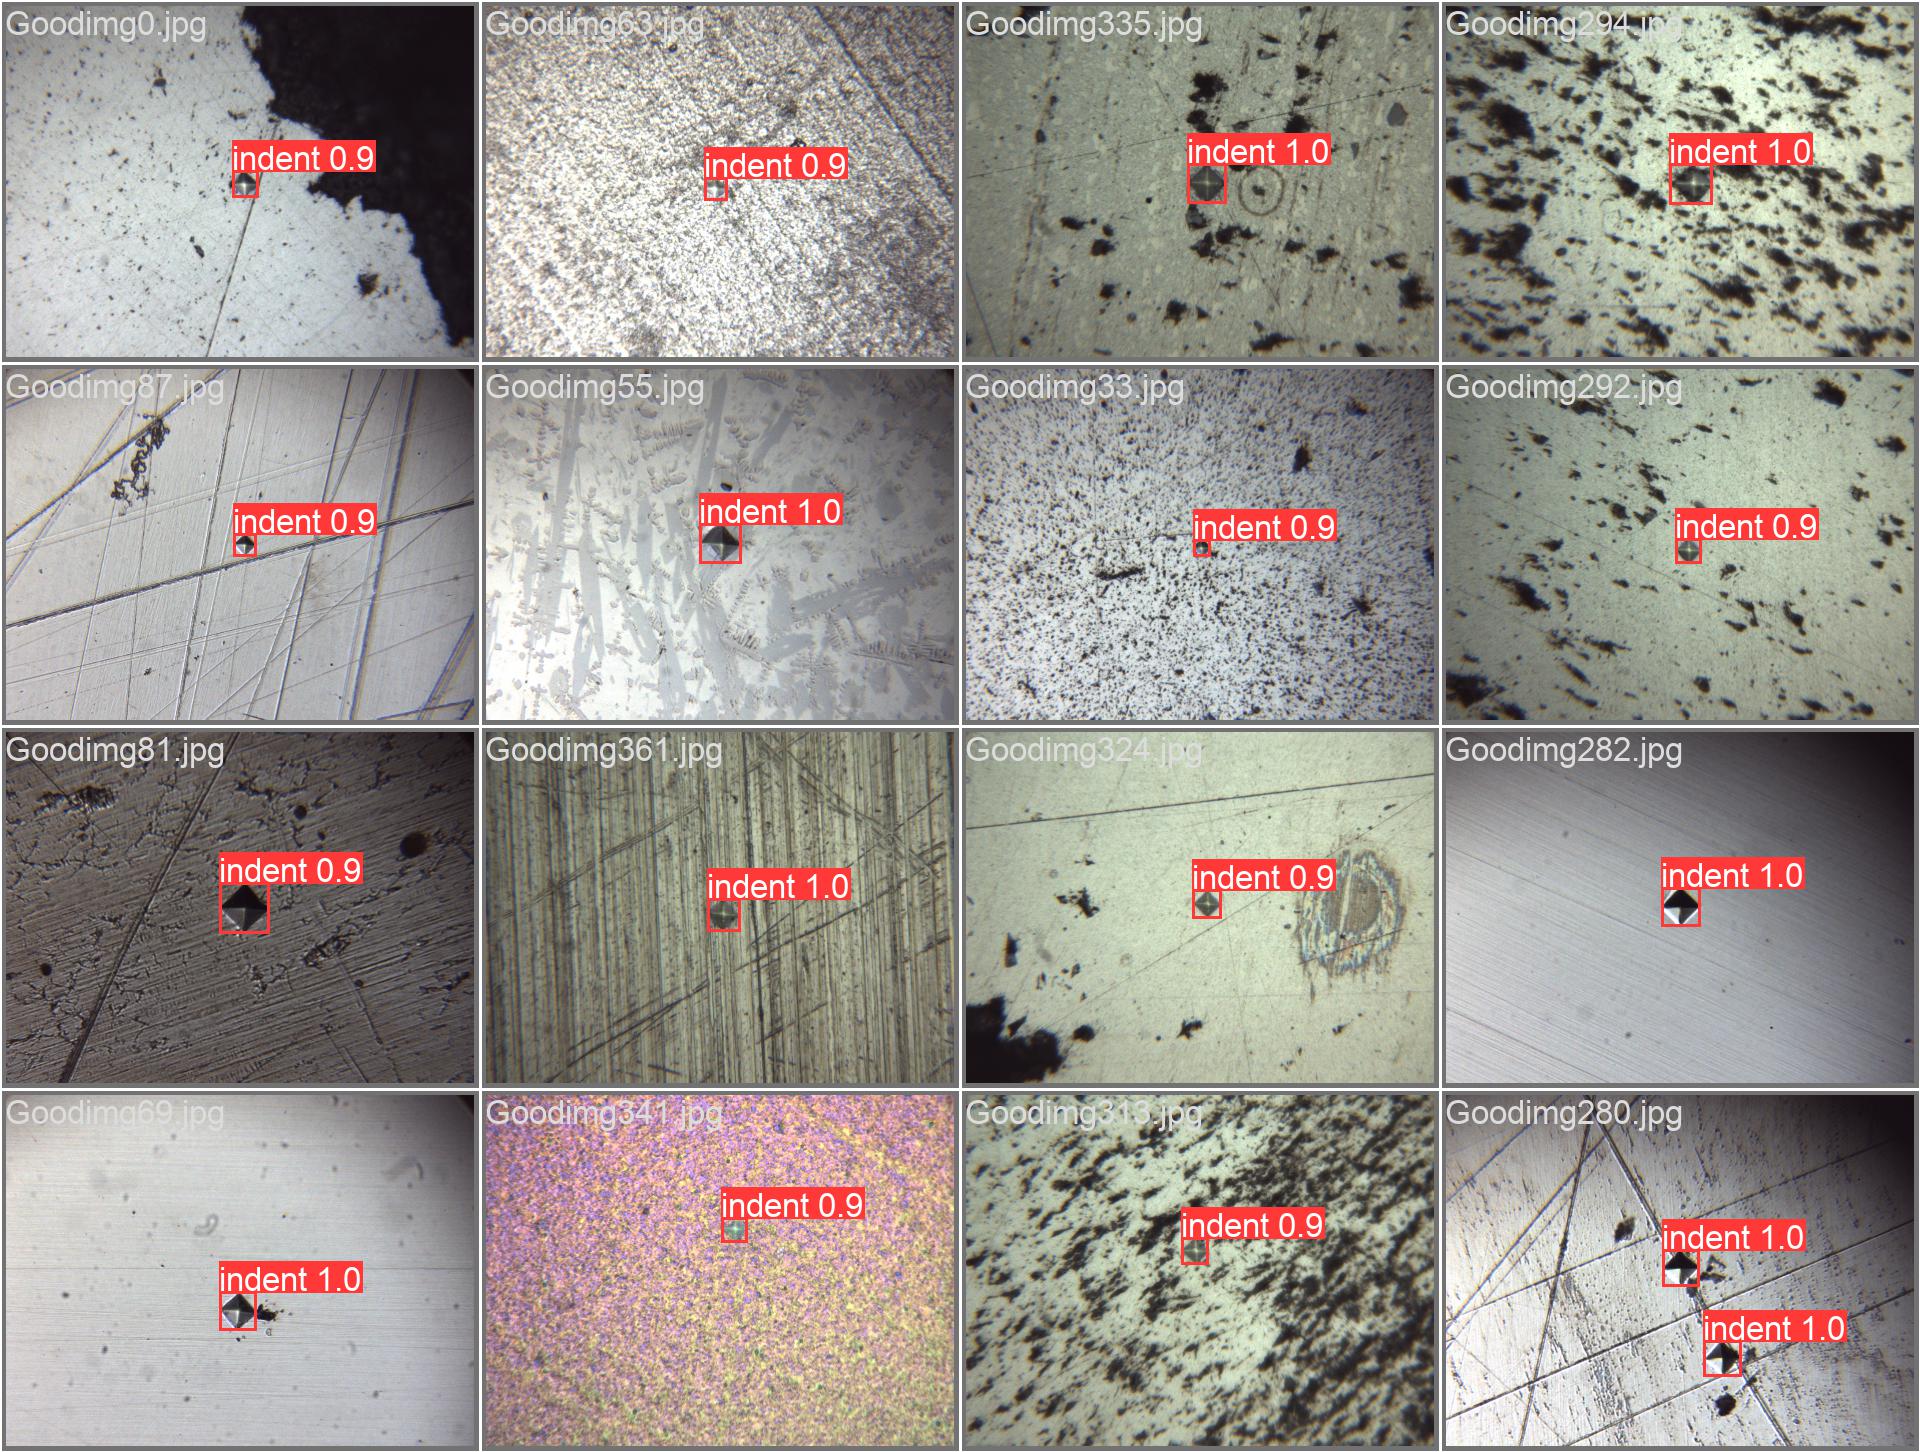 Goodimg0.jpg
indent 0.9
Goodimg63.jpg
indent 0.9
Goodimg335.jpg
indent 1.0
Goodimg294.jpg
indent 1.0
Goodimg87.jpg
indent 0.9
Goodimg55.jpg
indent 1.0
Goodimg33.jpg
indent 0.9
Goodimg292.jpg
indent 0.9
Goodimg81.jpg
indent 0.9
Goodimg361.jpg
indent 1.0
Goodimg324.jpg
indent 0.9
Goodimg282.jpg
indent 1.0
Goodimg69.jpg
indent 1.0
Goodimg341.jpg
indent 0.9
Goodimg313.jpg
indent 0.9
Goodimg280.jpg
indent 1.0
indent 1.0